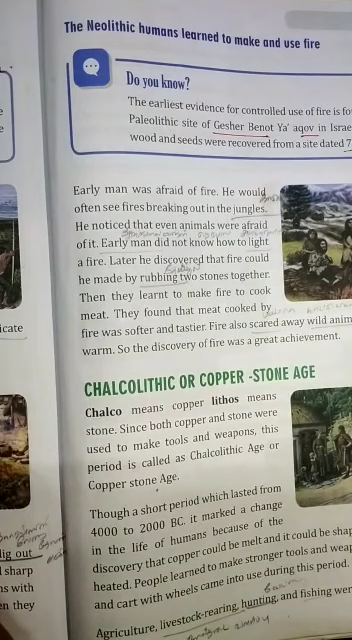 The Neolithic humans learned to make and use fire
Do you know?
The earliest evidence for controlled use of fire is fo
Paleolithic site of Gesher Benot Ya' aqov in Israe
wood and seeds were recovered from a site dated 7
Early man was afraid of fire. He would
often see fires breaking out in the jungles.
He noticed that even animals were afraid
of it. Early man did not know how to light
a fire. Later he discovered that fire could
he made by rubbing two stones together.
Then they learnt to make fire to cook
meat. They found that meat cooked by
fire was softer and tastier. Fire also scared away wild anim
warm. So the discovery of fire was a great achievement.
icate
CHALCOLITHIC OR COPPER -STONE AGE
Chalco means copper lithos means
stone. Since both copper and stone were
used to make tools and weapons, this
period is called as Chalcolithic Age or
Copper stone Age.
Though a short period which lasted from
4000 to 2000 BC. it marked a change
in the life of humans because of the
discovery that copper could be melt and it could be shap
heated. People learned to make stronger tools and weap
and cart with wheels came into use during this period.
Agriculture, livestock-rearing, hunting, and fishing wer
dig out
sharp
ns with
en they